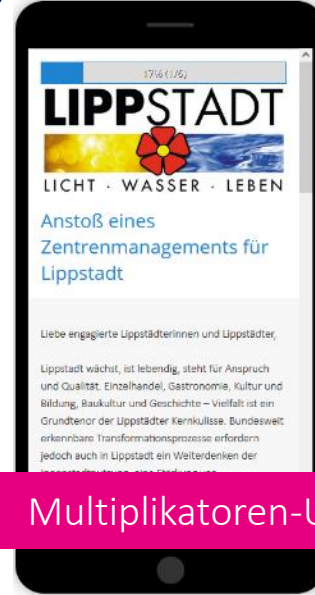 17% (1/6)
LIPPSTADT
LICHT · WASSER · LEBEN
Anstoß eines
Zentrenmanagements für
Lippstadt
Liebe engagierte Lippstädterinnen und Lippstädter,
Lippstadt wächst, ist lebendig, steht für Anspruch
und Qualität. Einzelhandel, Gastronomie, Kultur und
Bildung, Baukultur und Geschichte – Vielfalt ist ein
Grundtenor der Lippstädter Kernkulisse. Bundesweit
erkennbare Transformationsprozesse erfordern
jedoch auch in Lippstadt ein Weiterdenken der
Multiplikatoren-U